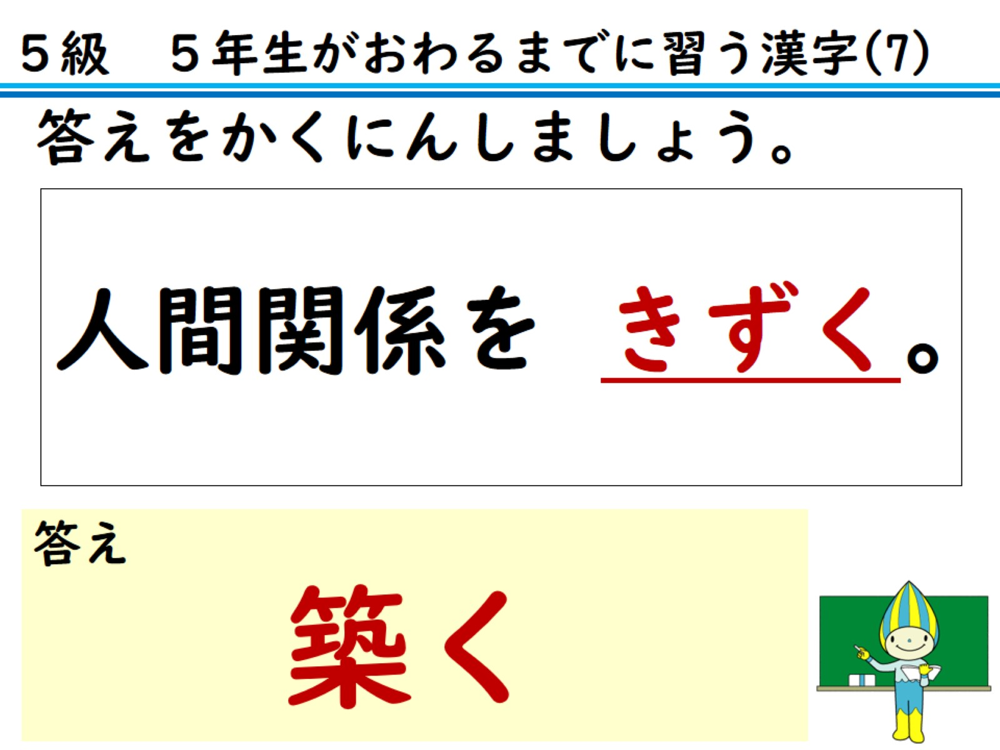 ５級　５年生がおわるまでに習う漢字(7)
答えをかくにんしましょう。
人間関係を　きずく。
答え
築く